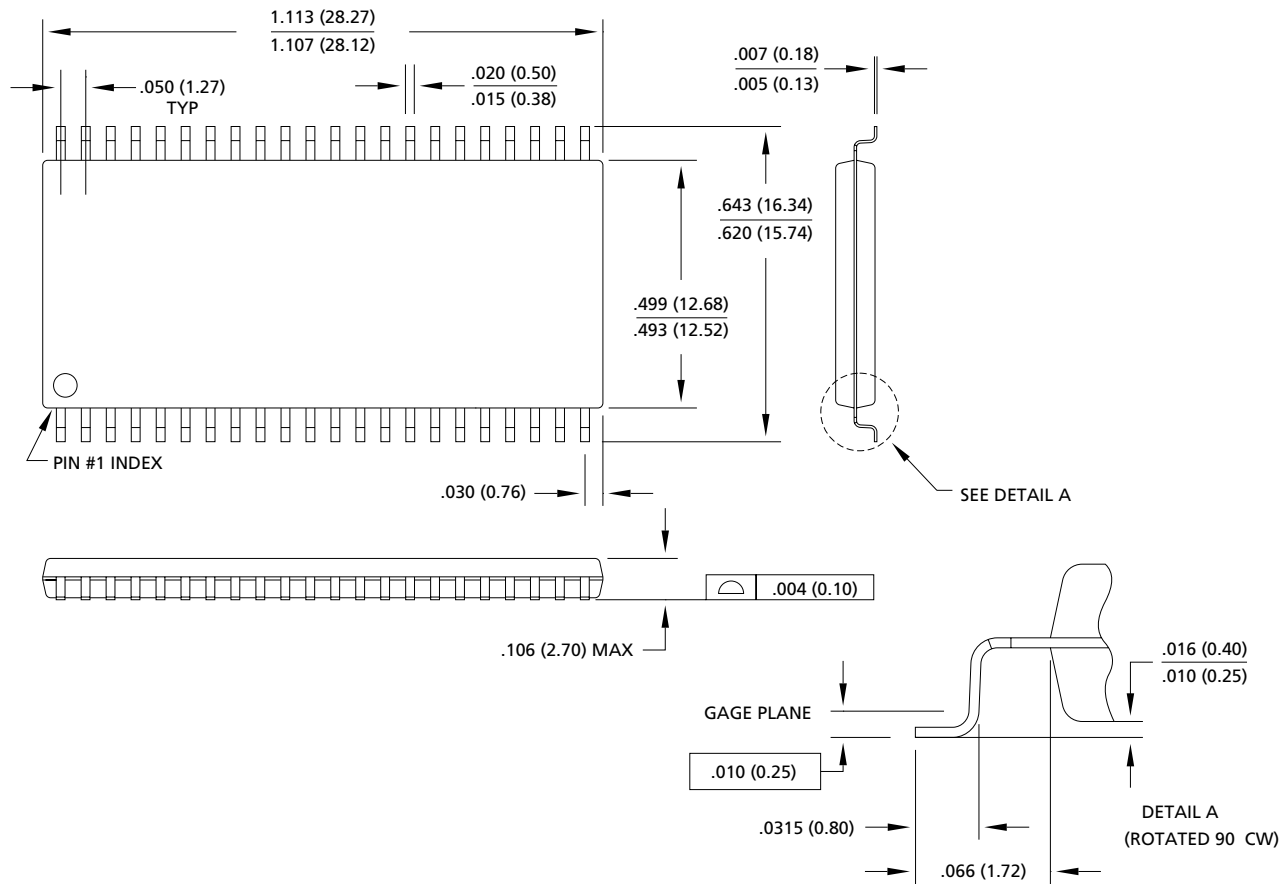 1.113 (28.27)
1.107 (28.12)
.050 (1.27)
TYP
.020 (0.50)
.015 (0.38)
.007 (0.18)
.005 (0.13)
.643 (16.34)
.620 (15.74)
.499 (12.68)
.493 (12.52)
PIN #1 INDEX
.030 (0.76)
SEE DETAIL A
.106 (2.70) MAX
.004 (0.10)
.016 (0.40)
.010 (0.25)
GAGE PLANE
.010 (0.25)
.0315 (0.80)
.066 (1.72)
DETAIL A
(ROTATED 90 CW)